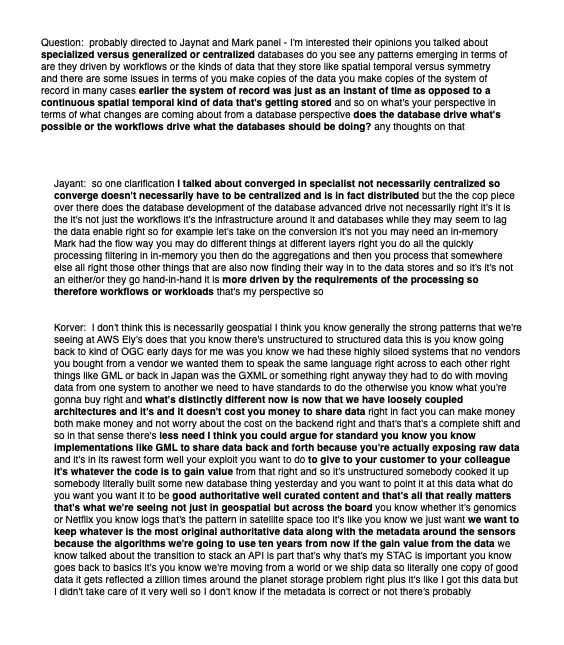 Question:  probably directed to Jaynat and Mark panel - I'm interested their opinions you talked about
specialized versus generalized or centralized databases do you see any patterns emerging in terms of
are they driven by workflows or the kinds of data that they store like spatial temporal versus symmetry
and there are some issues in terms of you make copies of the data you make copies of the system of
record in many cases earlier the system of record was just as an instant of time as opposed to a
continuous spatial temporal kind of data that's getting stored and so on what's your perspective in
terms of what changes are coming about from a database perspective does the database drive what's
possible or the workflows drive what the databases should be doing? any thoughts on that
Jayant:  so one clarification I talked about converged in specialist not necessarily centralized so
converge doesn't necessarily have to be centralized and is in fact distributed but the the cop piece
over there does the database development of the database advanced drive not necessarily right it's it is
the it's not just the workflows it's the infrastructure around it and databases while they may seem to lag
the data enable right so for example let's take on the conversion it's not you may need an in-memory
Mark had the flow way you may do different things at different layers right you do all the quickly
processing filtering in in-memory you then do the aggregations and then you process that somewhere
else all right those other things that are also now finding their way in to the data stores and so it's it's not
an either/or they go hand-in-hand it is more driven by the requirements of the processing so
therefore workflows or workloads that's my perspective so
Korver:  I don't think this is necessarily geospatial I think you know generally the strong patterns that we're
seeing at AWS Ely's does that you know there's unstructured to structured data this is you know going
back to kind of OGC early days for me was you know we had these highly siloed systems that no vendors
you bought from a vendor we wanted them to speak the same language right across to each other right
things like GML or back in Japan was the GXML or something right anyway they had to do with moving
data from one system to another we need to have standards to do the otherwise you know what you're
gonna buy right and what's distinctly different now is now that we have loosely coupled
architectures and it's and it doesn't cost you money to share data right in fact you can make money
both make money and not worry about the cost on the backend right and that's that's a complete shift and
so in that sense there's less need I think you could argue for standard you know you know
implementations like GML to share data back and forth because you're actually exposing raw data
and it's in its rawest form well your exploit you want to do to give to your customer to your colleague
it's whatever the code is to gain value from that right and so it's unstructured somebody cooked it up
somebody literally built some new database thing yesterday and you want to point it at this data what do
you want you want it to be good authoritative well curated content and that's all that really matters
that's what we're seeing not just in geospatial but across the board you know whether it's genomics
or Netflix you know logs that's the pattern in satellite space too it's like you know we just want we want to
keep whatever is the most original authoritative data along with the metadata around the sensors
because the algorithms we're going to use ten years from now if the gain value from the data we
know talked about the transition to stack an API is part that's why that's my STAC is important you know
goes back to basics it's you know we're moving from a world or we ship data so literally one copy of good
data it gets reflected a zillion times around the planet storage problem right plus it's like I got this data but
I didn't take care of it very well so I don't know if the metadata is correct or not there's probably